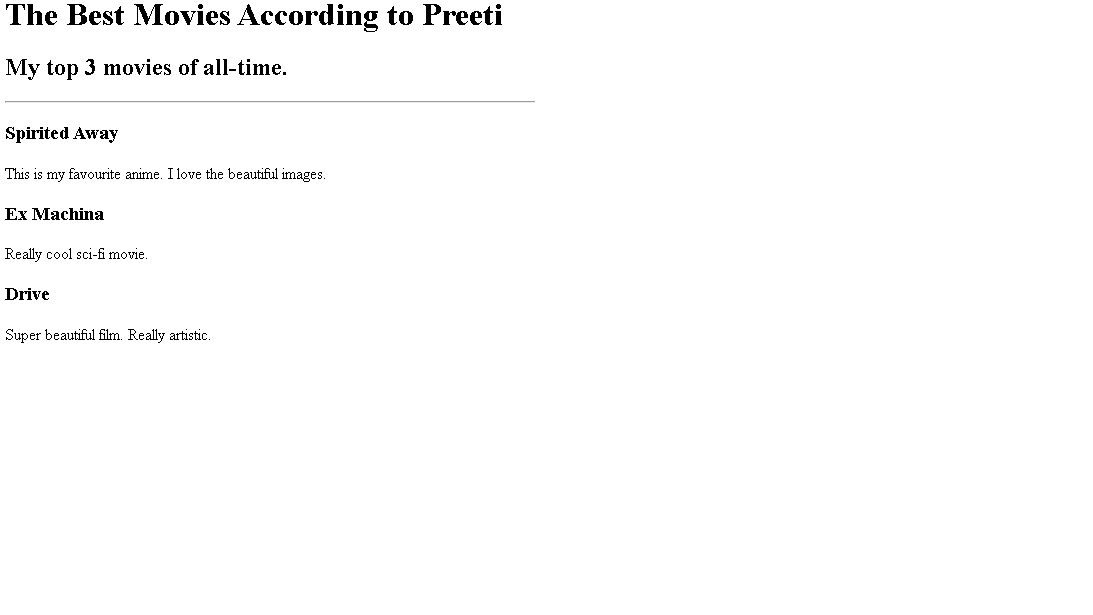 The Best Movies According to Preeti
My top 3 movies of all-time.
Spirited Away
This is my favourite anime. I love the beautiful images.
Ex Machina
Really cool sci-fi movie.
Drive
Super beautiful film. Really artistic.